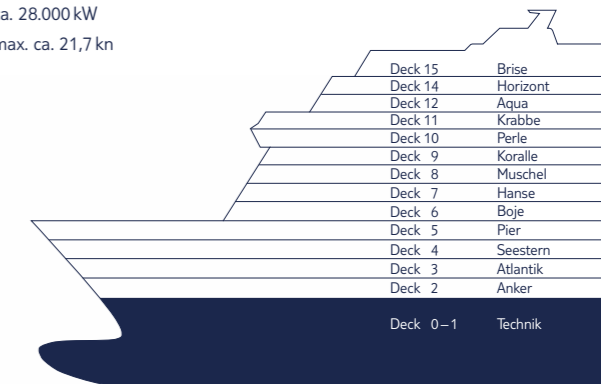 ca. 28.000 kW
max. ca. 21,7 kn
Deck 15 Brise
Deck 14 Horizont
Deck 12 Aqua
Deck 11 Krabbe
Deck 10 Perle
Deck 9 Koralle
Deck 8 Muschel
Deck 7 Hanse
Deck 6 Boje
Deck 5 Pier
Deck 4 Seestern
Deck 3 Atlantik
Deck 2 Anker
Deck 0–1 Technik